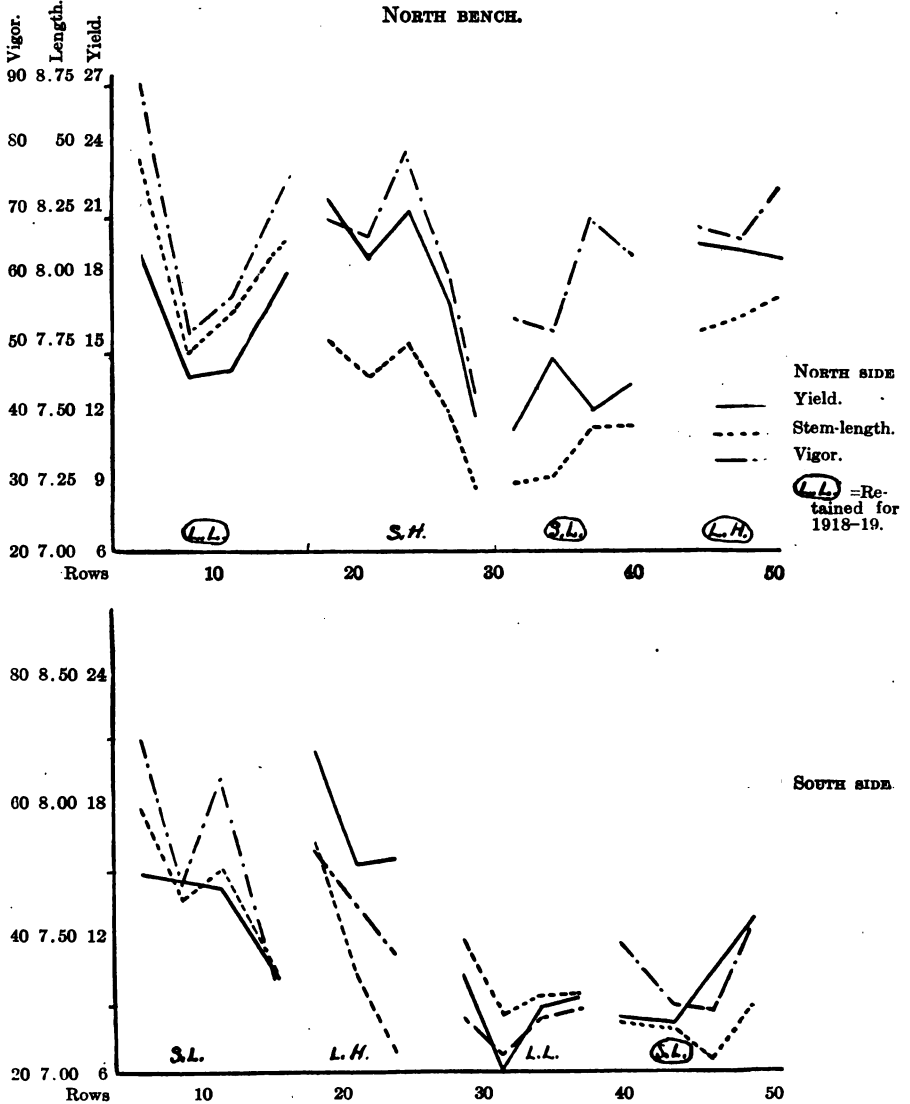 NORTH BENCH.
Vigor. Length. Yield.
90 8.75 27
80 50 24
70 8.25 21
60 8.00 18
50 7.75 15
40 7.50 12
30 7.25 9
20 7.00 6
NORTH SIDE
Yield.
Stem-length.
Vigor.
L.L. =Re-
tained for
1918-19.
L.L. S.H. S.L. L.H.
Rows 10 20 30 40 50
80 8.50 24
60 8.00 18
40 7.50 12
20 7.00 6
SOUTH SIDE
S.L. L.H. L.L. S.L.
Rows 10 20 30 40 50